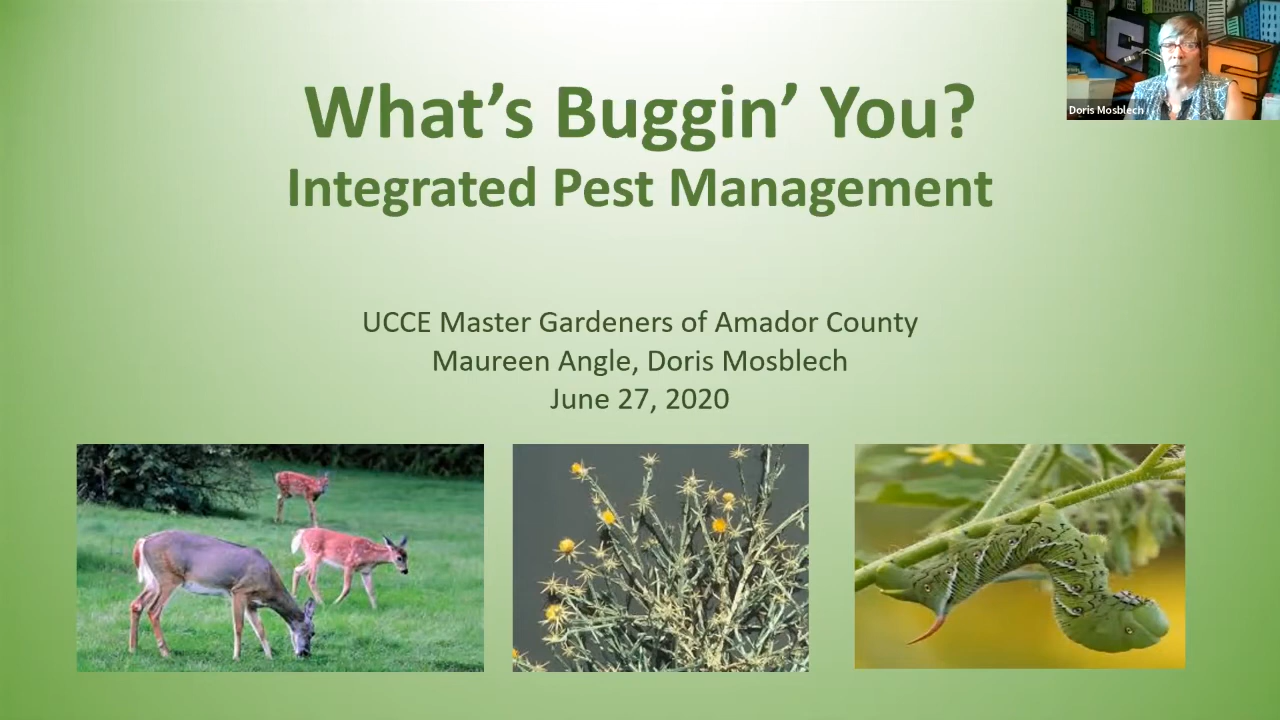 What's Buggin' You?
Integrated Pest Management
Doris Mosblech
UCCE Master Gardeners of Amador County
Maureen Angle, Doris Mosblech
June 27, 2020